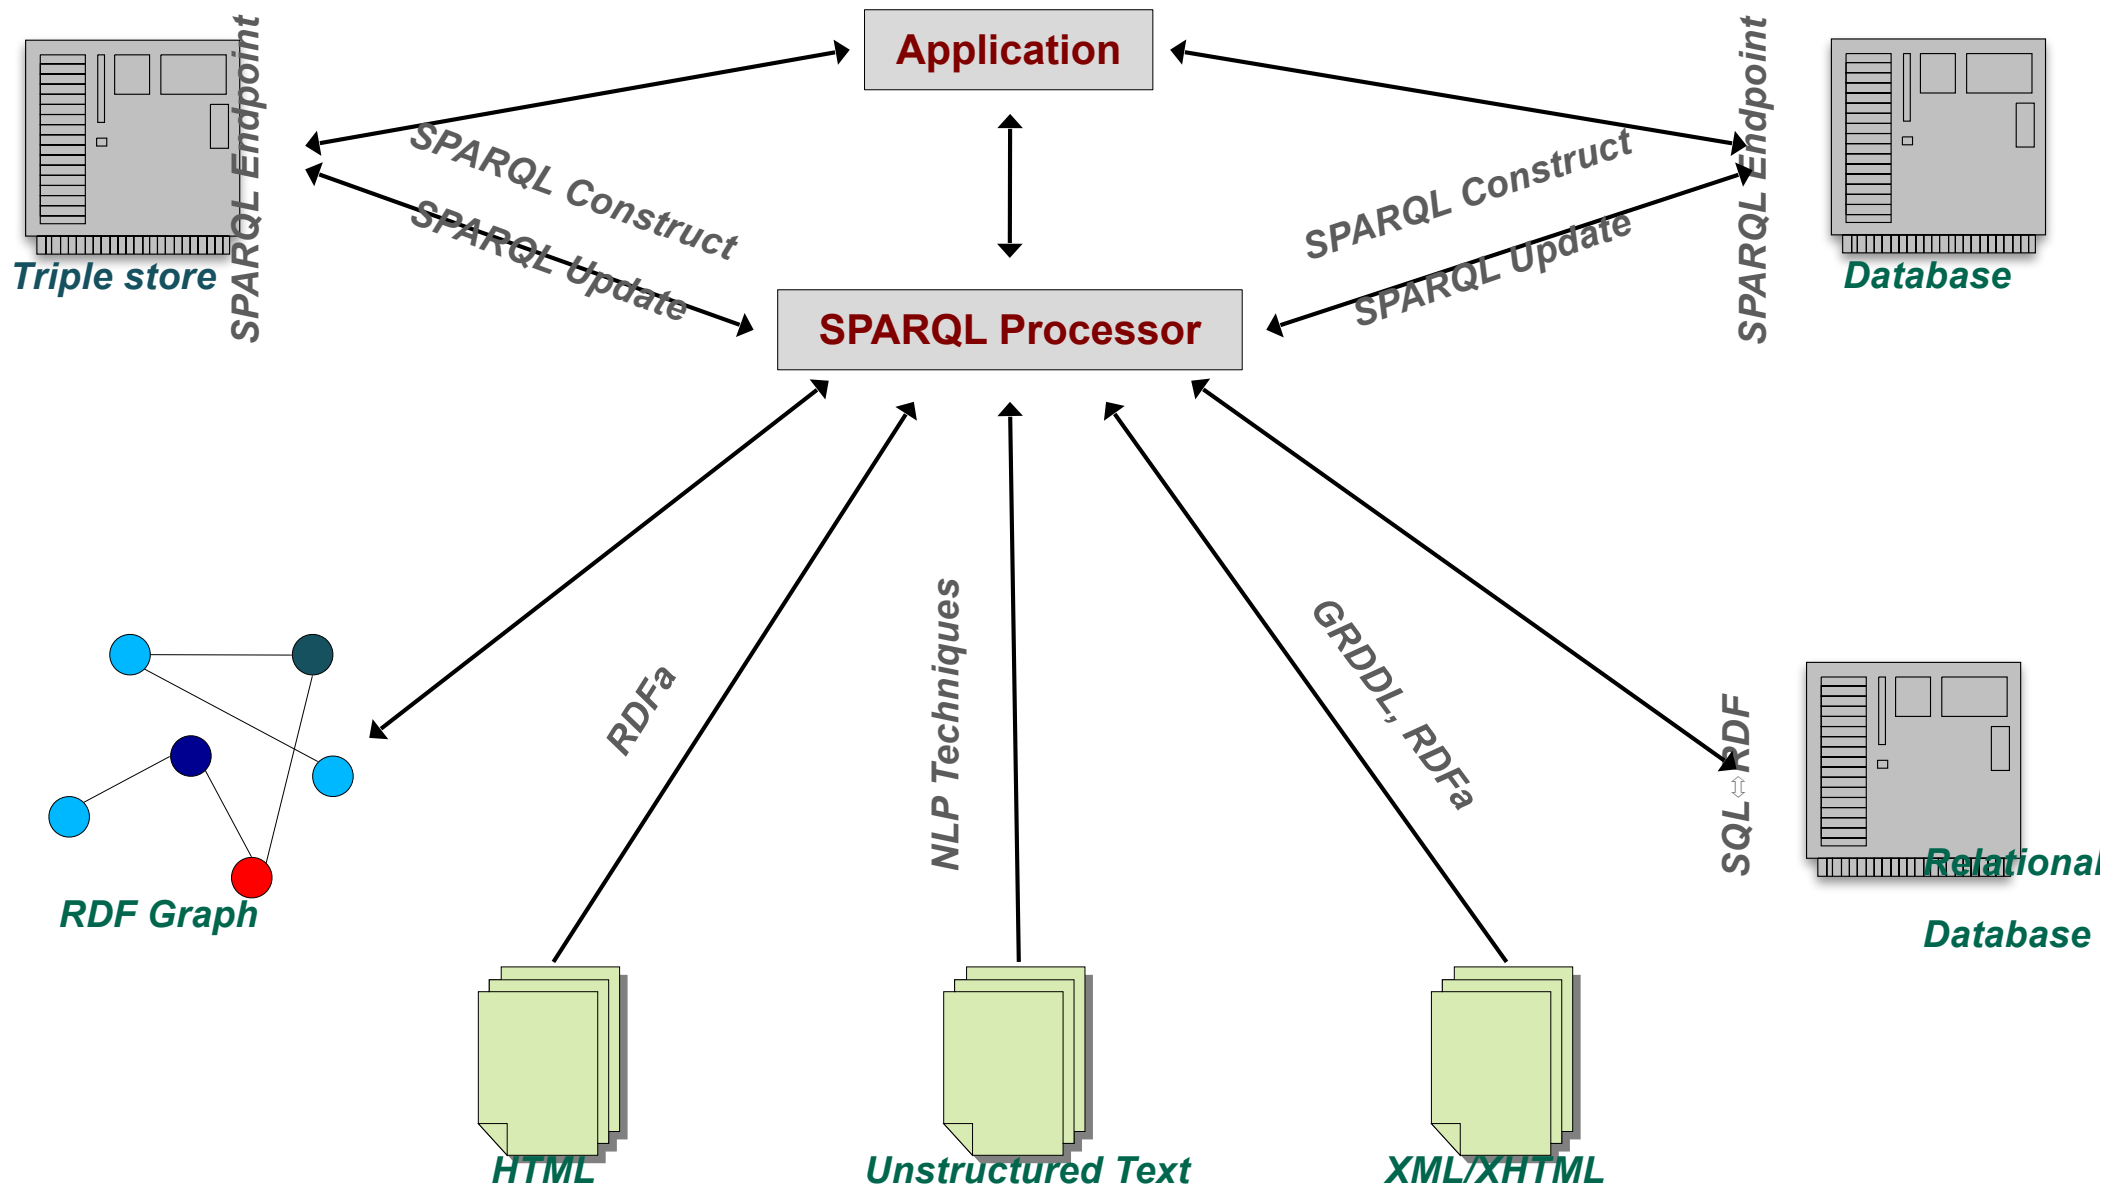 Application
SPARQL Endpoint
SPARQL Construct
SPARQL Update
Triple store
SPARQL Processor
SPARQL Construct
SPARQL Update
SPARQL Endpoint
Database
RDFa
NLP Techniques
GRDDL, RDFa
SQL⇔RDF
RDF Graph
Relational
Database
HTML
Unstructured Text
XML/XHTML